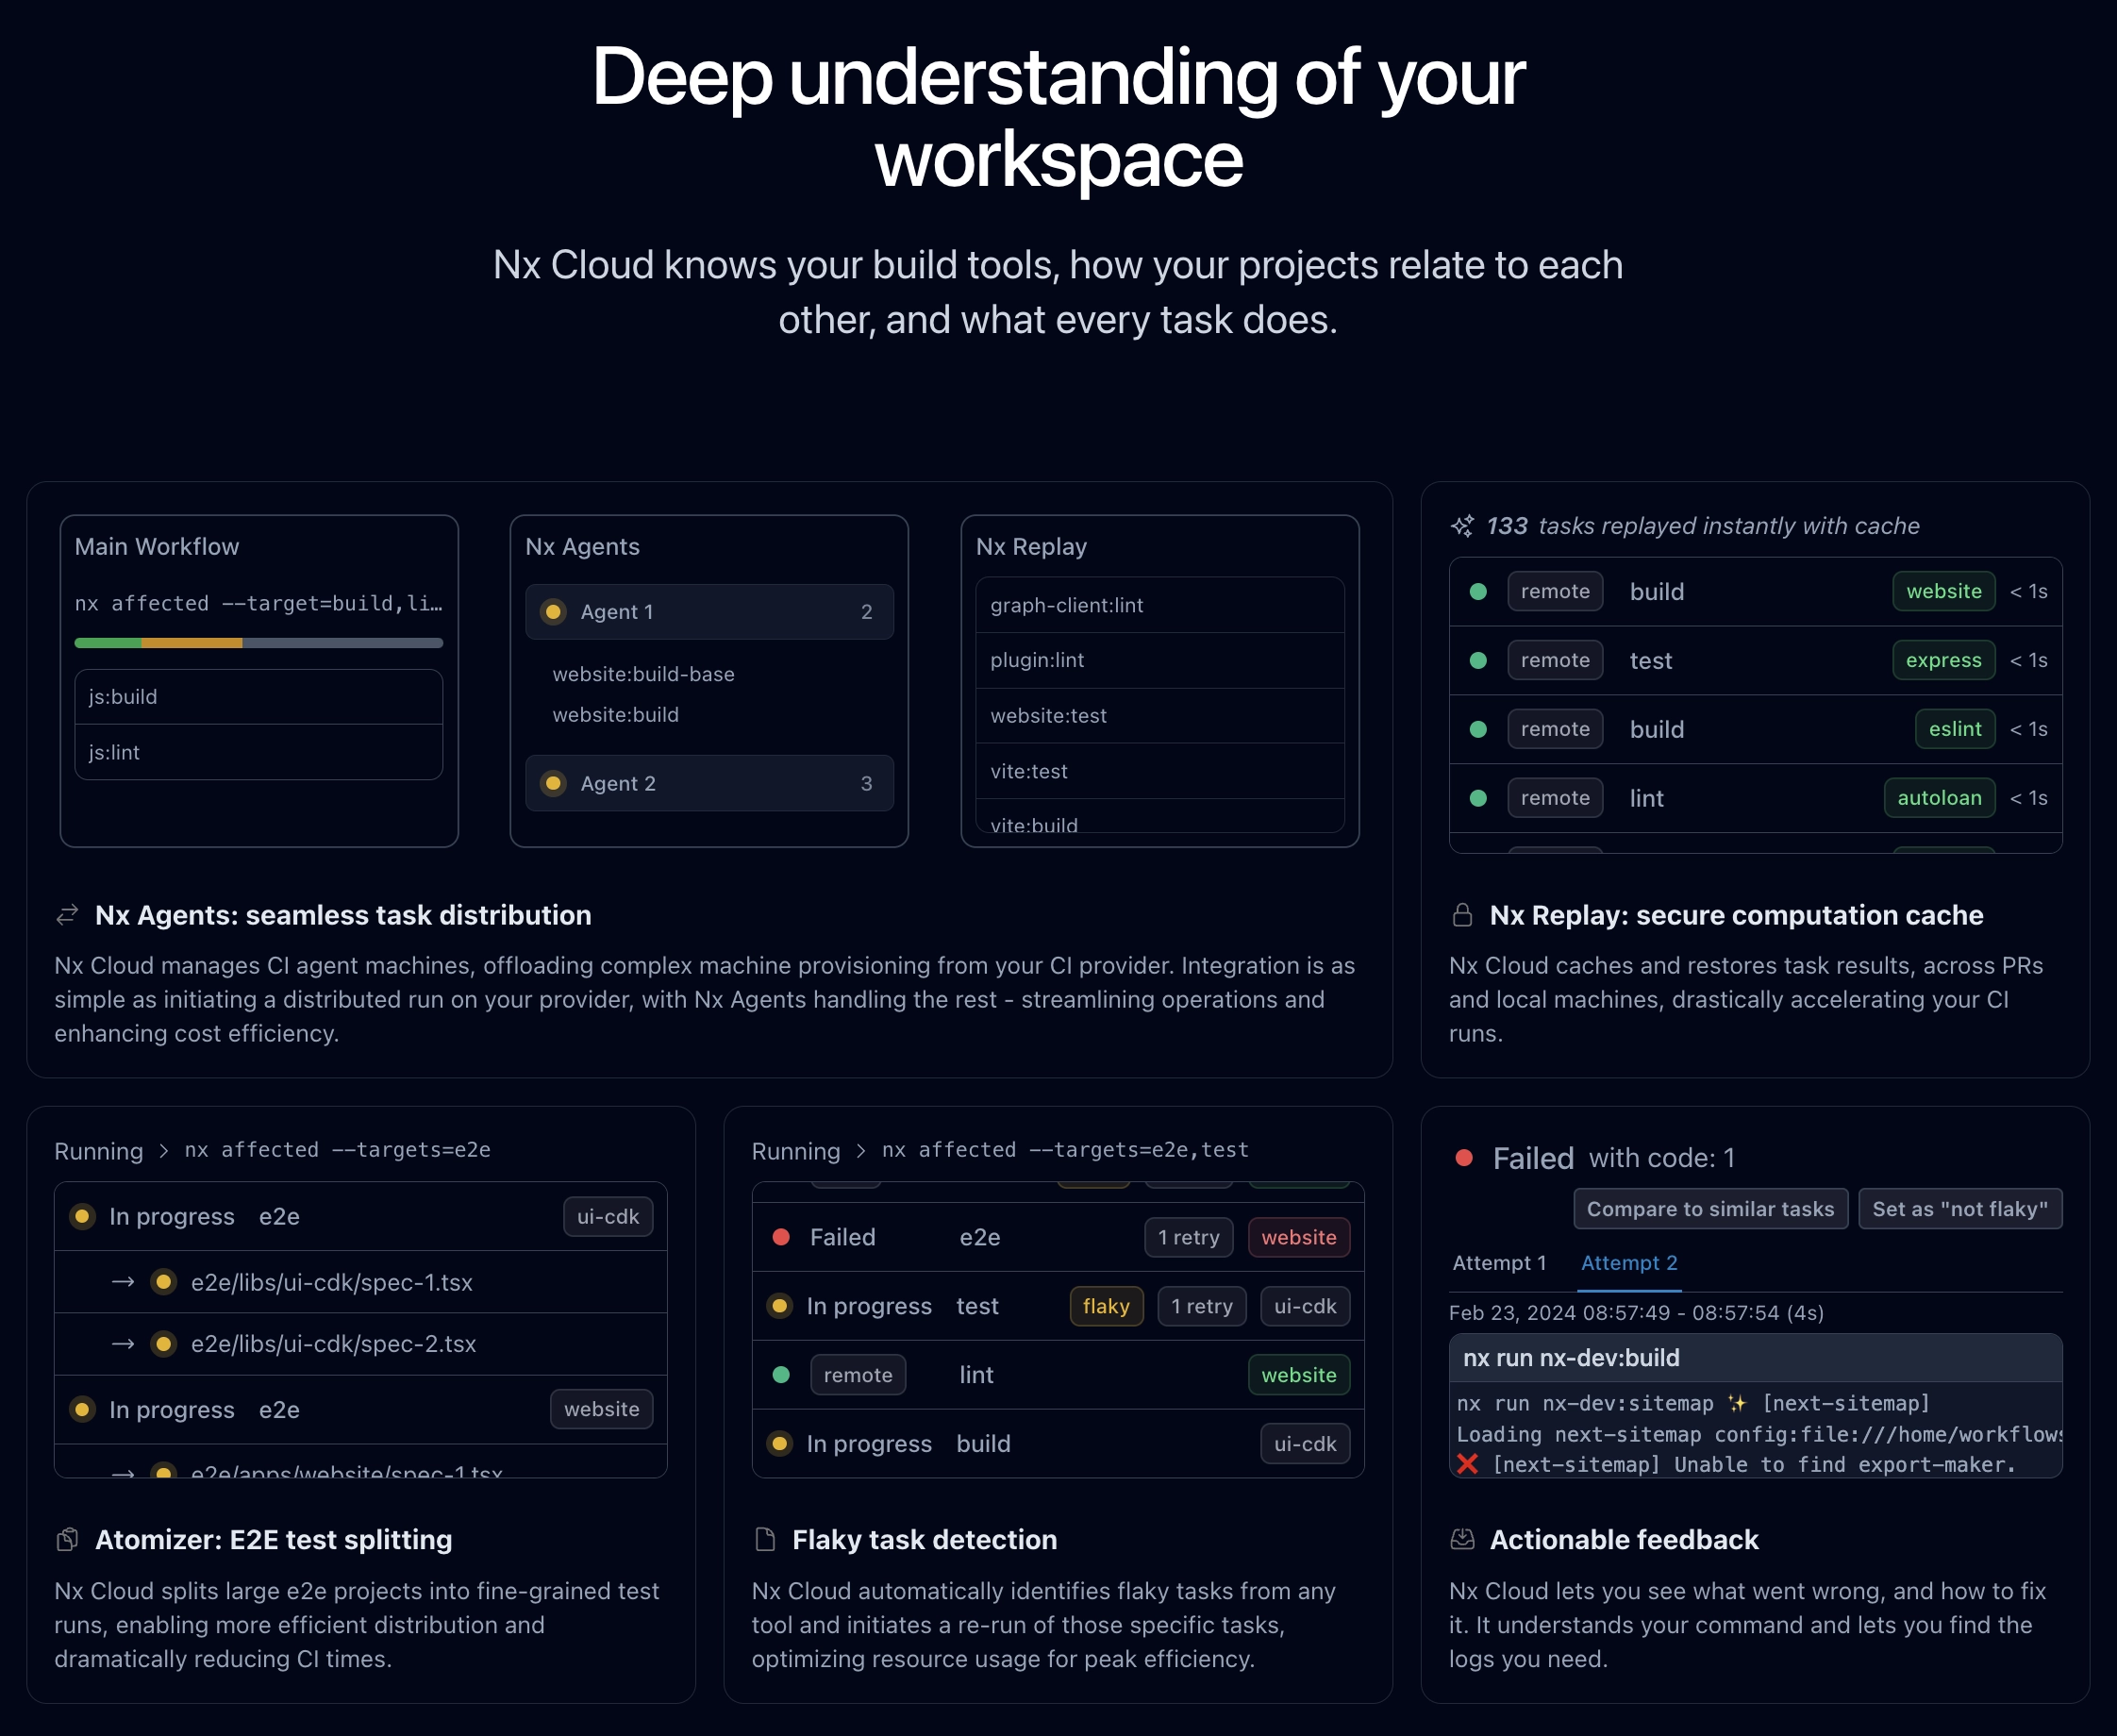 Deep understanding of your
workspace
Nx Cloud knows your build tools, how your projects relate to each
other, and what every task does.
Main Workflow
nx affected --target=build,li…
js:build
js:lint
Nx Agents
Agent 1 2
website:build-base
website:build
Agent 2 3
Nx Replay
graph-client:lint
plugin:lint
website:test
vite:test
vite:build
Nx Agents: seamless task distribution
Nx Cloud manages CI agent machines, offloading complex machine provisioning from your CI provider. Integration is as
simple as initiating a distributed run on your provider, with Nx Agents handling the rest - streamlining operations and
enhancing cost efficiency.
133 tasks replayed instantly with cache
remote build website < 1s
remote test express < 1s
remote build eslint < 1s
remote lint autoloan < 1s
Nx Replay: secure computation cache
Nx Cloud caches and restores task results, across PRs
and local machines, drastically accelerating your CI
runs.
Running > nx affected --targets=e2e
In progress e2e ui-cdk
→ e2e/libs/ui-cdk/spec-1.tsx
→ e2e/libs/ui-cdk/spec-2.tsx
In progress e2e website
→ e2e/apps/website/spec-1.tsx
Atomizer: E2E test splitting
Nx Cloud splits large e2e projects into fine-grained test
runs, enabling more efficient distribution and
dramatically reducing CI times.
Running > nx affected --targets=e2e,test
Failed e2e 1 retry website
In progress test flaky 1 retry ui-cdk
remote lint website
In progress build ui-cdk
Flaky task detection
Nx Cloud automatically identifies flaky tasks from any
tool and initiates a re-run of those specific tasks,
optimizing resource usage for peak efficiency.
Failed with code: 1
Compare to similar tasks Set as "not flaky"
Attempt 1 Attempt 2
Feb 23, 2024 08:57:49 - 08:57:54 (4s)
nx run nx-dev:build
nx run nx-dev:sitemap ✨ [next-sitemap]
Loading next-sitemap config:file:///home/workflows
❌ [next-sitemap] Unable to find export-maker.
Actionable feedback
Nx Cloud lets you see what went wrong, and how to fix
it. It understands your command and lets you find the
logs you need.